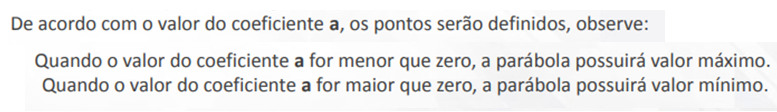 De acordo com o valor do coeficiente a, os pontos serão definidos, observe:
Quando o valor do coeficiente a for menor que zero, a parábola possuirá valor máximo.
Quando o valor do coeficiente a for maior que zero, a parábola possuirá valor mínimo.